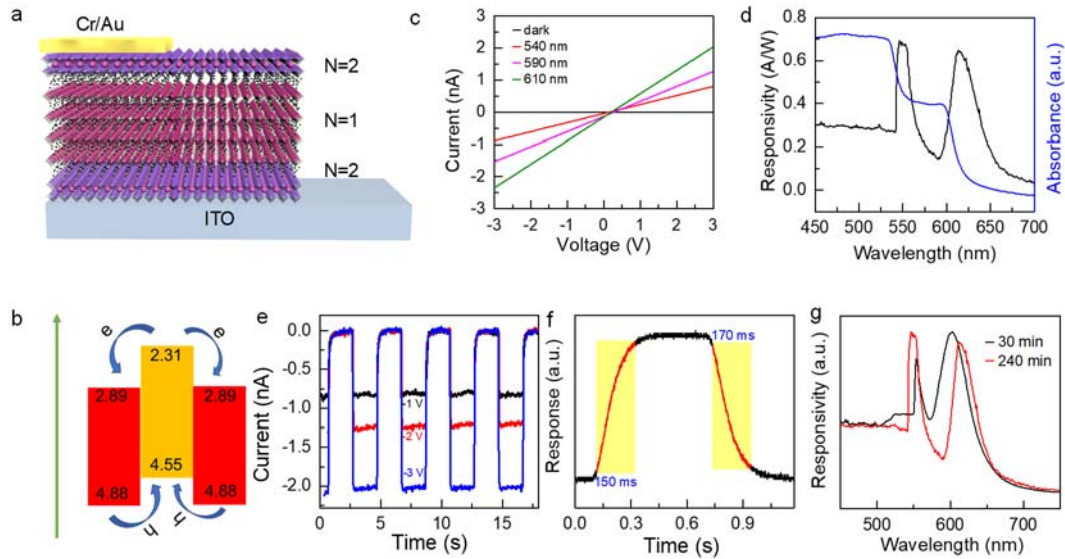 a
Cr/Au
N=2
N=1
N=2
ITO
b
e
e
2.31
2.89
2.89
4.55
4.88
4.88
h
h
c
dark
540 nm
590 nm
610 nm
3
2
1
0
-1
-2
-3
Current (nA)
-3 -2 -1 0 1 2 3
Voltage (V)
d
0.8
0.6
0.4
0.2
0.0
Responsivity (A/W)
Absorbance (a.u.)
450 500 550 600 650 700
Wavelength (nm)
e
0.0
-0.5
-1.0
-1.5
-2.0
Current (nA)
-1 V
-2 V
-3 V
0 5 10 15
Time (s)
f
Response (a.u.)
170 ms
150 ms
0.0 0.3 0.6 0.9
Time (s)
g
30 min
240 min
Responsivity (a.u.)
500 600 700
Wavelength (nm)